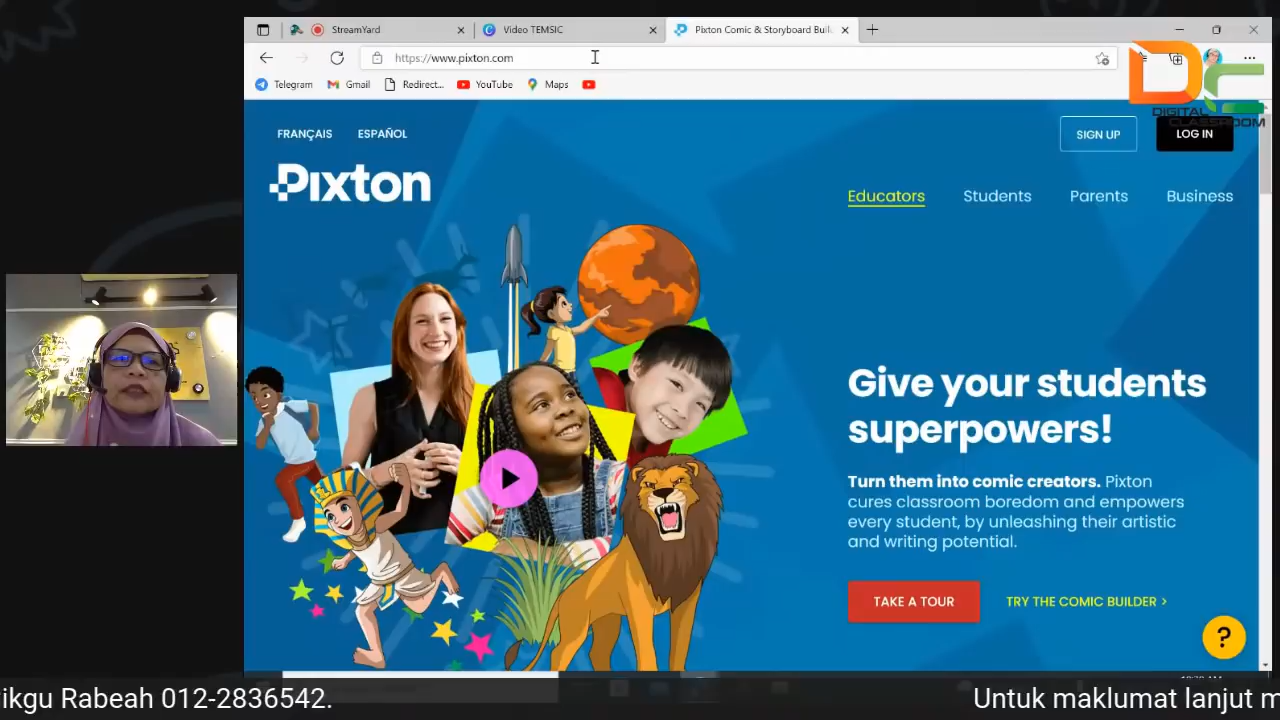 StreamYard
Video TEMSIC
Pixton Comic & Storyboard Buil
https://www.pixton.com
Telegram
Gmail
Redirect...
YouTube
Maps
DIGITAL
CLASSROOM
FRANÇAIS
ESPAÑOL
SIGN UP
LOG IN
Pixton
Educators
Students
Parents
Business
Give your students
superpowers!
Turn them into comic creators. Pixton
cures classroom boredom and empowers
every student, by unleashing their artistic
and writing potential.
TAKE A TOUR
TRY THE COMIC BUILDER >
?
ikgu Rabeah 012-2836542.
Untuk maklumat lanjut m